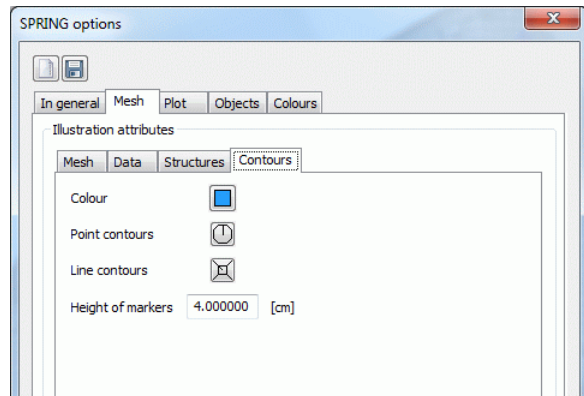 SPRING options
In general Mesh Plot Objects Colours
Illustration attributes
Mesh Data Structures Contours
Colour
Point contours
Line contours
Height of markers 4.000000 [cm]